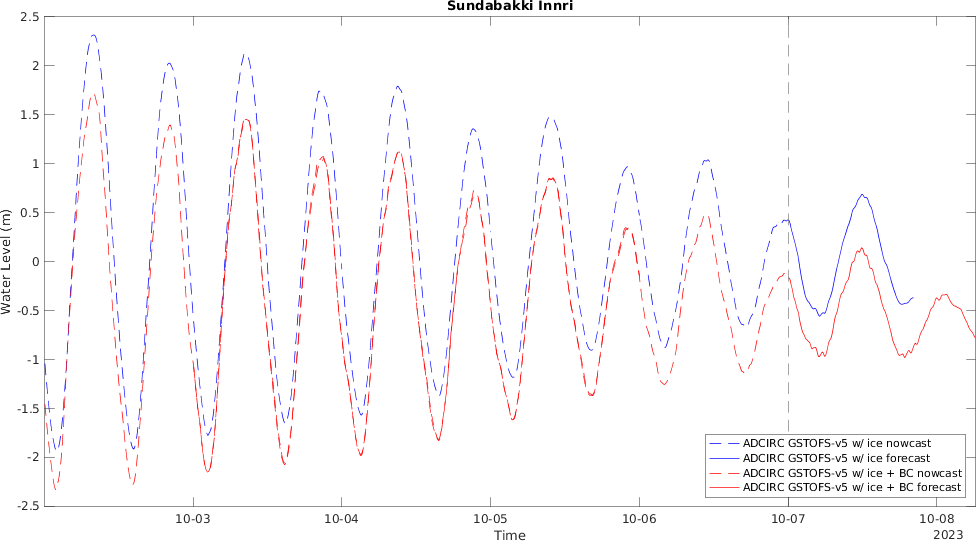 Sundabakki Innri
2.5
2
1.5
1
0.5
0
-0.5
-1
-1.5
-2
-2.5
Water Level (m)
10-03
10-04
10-05
10-06
10-07
10-08
Time
2023
ADCIRC GSTOFS-v5 w/ ice nowcast
ADCIRC GSTOFS-v5 w/ ice forecast
ADCIRC GSTOFS-v5 w/ ice + BC nowcast
ADCIRC GSTOFS-v5 w/ ice + BC forecast